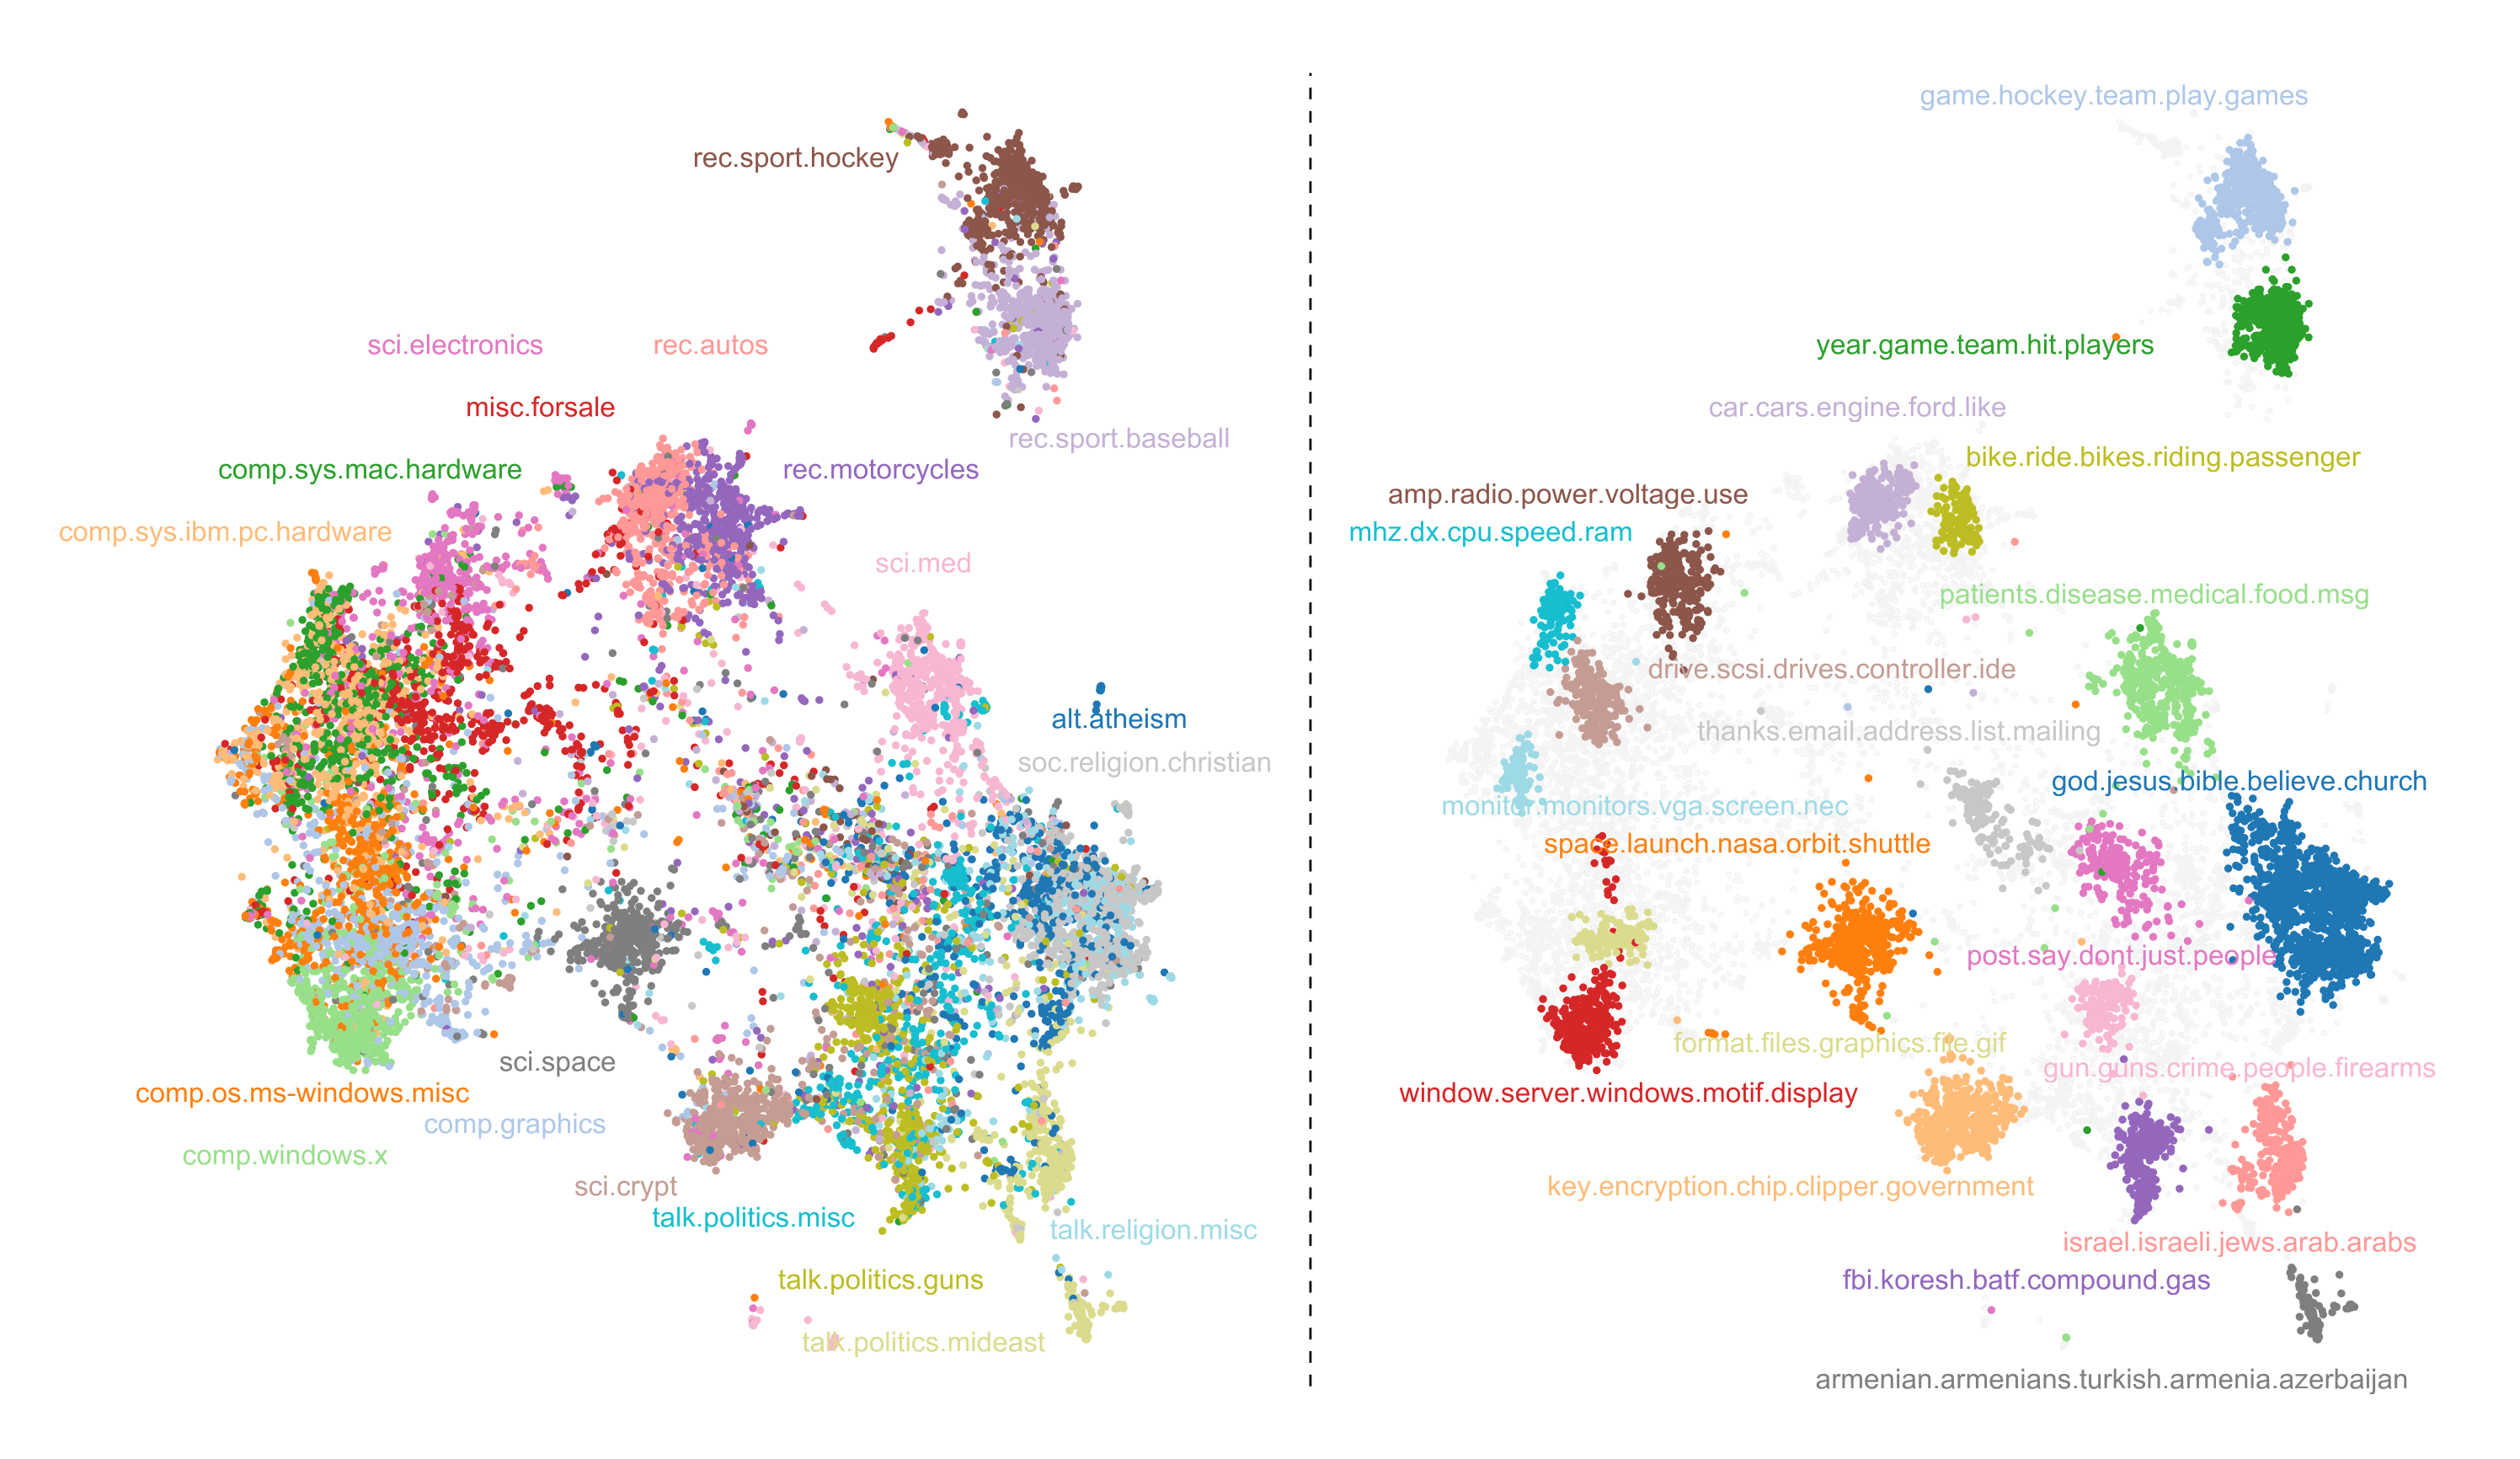 rec.sport.hockey
sci.electronics
rec.autos
misc.forsale
rec.sport.baseball
comp.sys.mac.hardware
rec.motorcycles
comp.sys.ibm.pc.hardware
sci.med
alt.atheism
soc.religion.christian
sci.space
comp.os.ms-windows.misc
comp.graphics
comp.windows.x
sci.crypt
talk.politics.misc
talk.religion.misc
talk.politics.guns
talk.politics.mideast
game.hockey.team.play.games
year.game.team.hit.players
car.cars.engine.ford.like
bike.ride.bikes.riding.passenger
amp.radio.power.voltage.use
mhz.dx.cpu.speed.ram
patients.disease.medical.food.msg
drive.scsi.drives.controller.ide
thanks.email.address.list.mailing
god.jesus.bible.believe.church
monitor.monitors.vga.screen.nec
space.launch.nasa.orbit.shuttle
post.say.dont.just.people
format.files.graphics.file.gif
gun.guns.crime.people.firearms
window.server.windows.motif.display
key.encryption.chip.clipper.government
israel.israeli.jews.arab.arabs
fbi.koresh.batf.compound.gas
armenian.armenians.turkish.armenia.azerbaijan